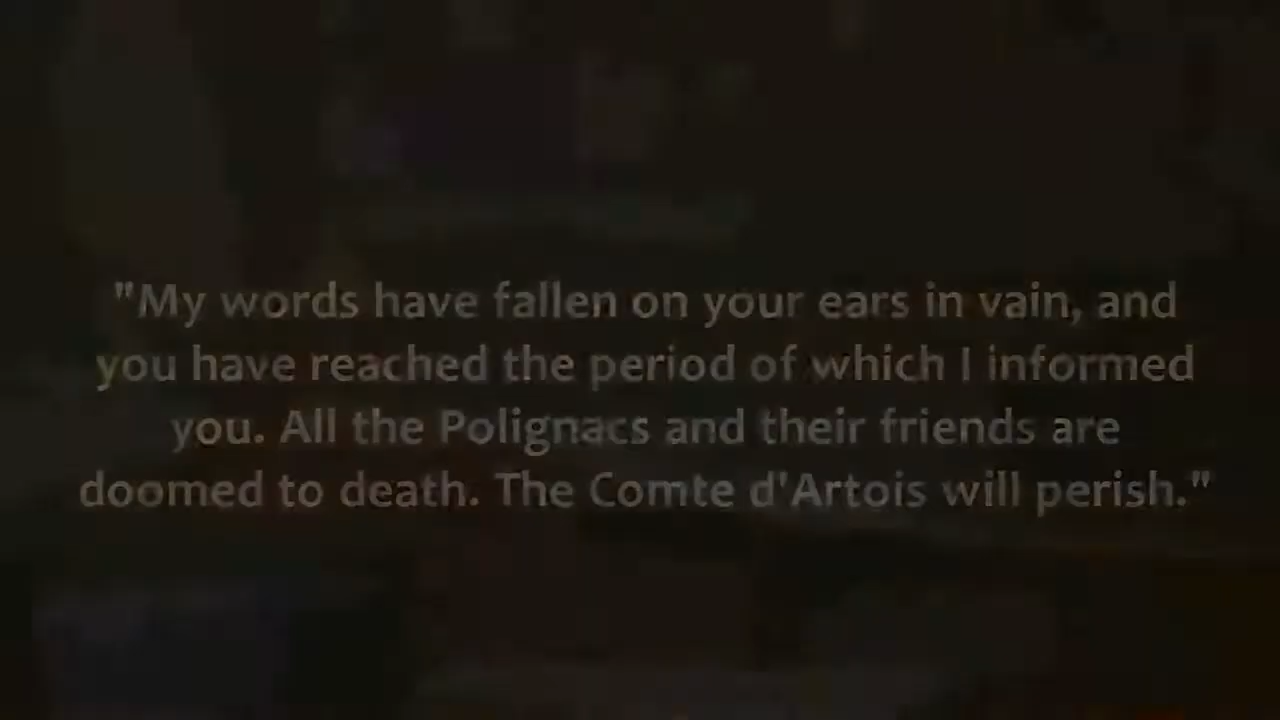 "My words have fallen on your ears in vain, and
you have reached the period of which I informed
you. All the Polignacs and their friends are
doomed to death. The Comte d'Artois will perish."